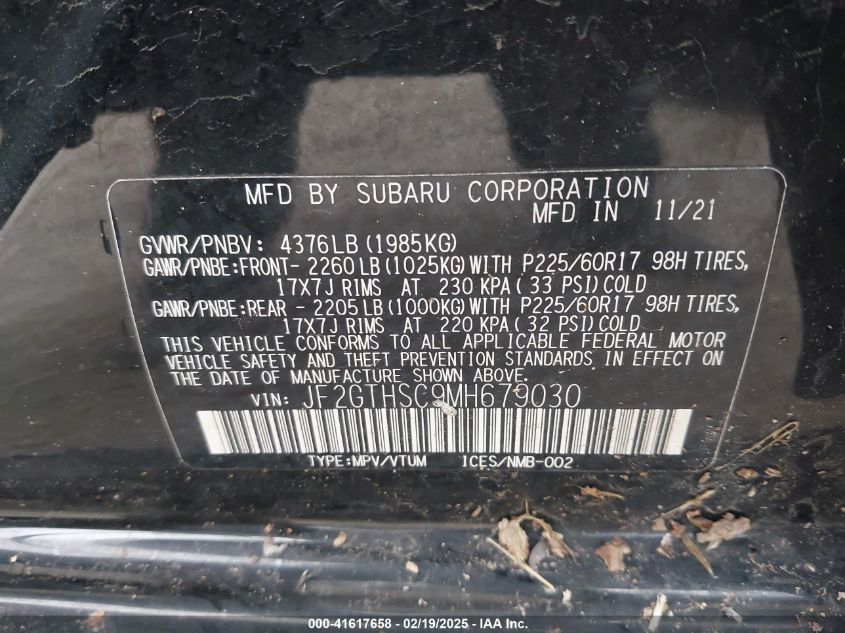 MFD BY SUBARU CORPORATION
MFD IN 11/21
GVWR/PNBV: 4376LB (1985KG)
GAWR/PNBE:FRONT- 2260LB (1025KG) WITH P225/60R17 98H TIRES,
17X7J RIMS AT 230 KPA ( 33 PSI) COLD
GAWR/PNBE:REAR - 2205LB (1000KG) WITH P225/60R17 98H TIRES,
17X7J RIMS AT 220 KPA ( 32 PSI) COLD
THIS VEHICLE CONFORMS TO ALL APPLICABLE FEDERAL MOTOR
VEHICLE SAFETY AND THEFT PREVENTION STANDARDS IN EFFECT ON
THE DATE OF MANUFACTURE SHOWN ABOVE.
VIN: JF2GTHSC9MH679030
TYPE:MPV/VTUM ICES/NMB-002
000-41617658 - 02/19/2025 - IAA Inc.